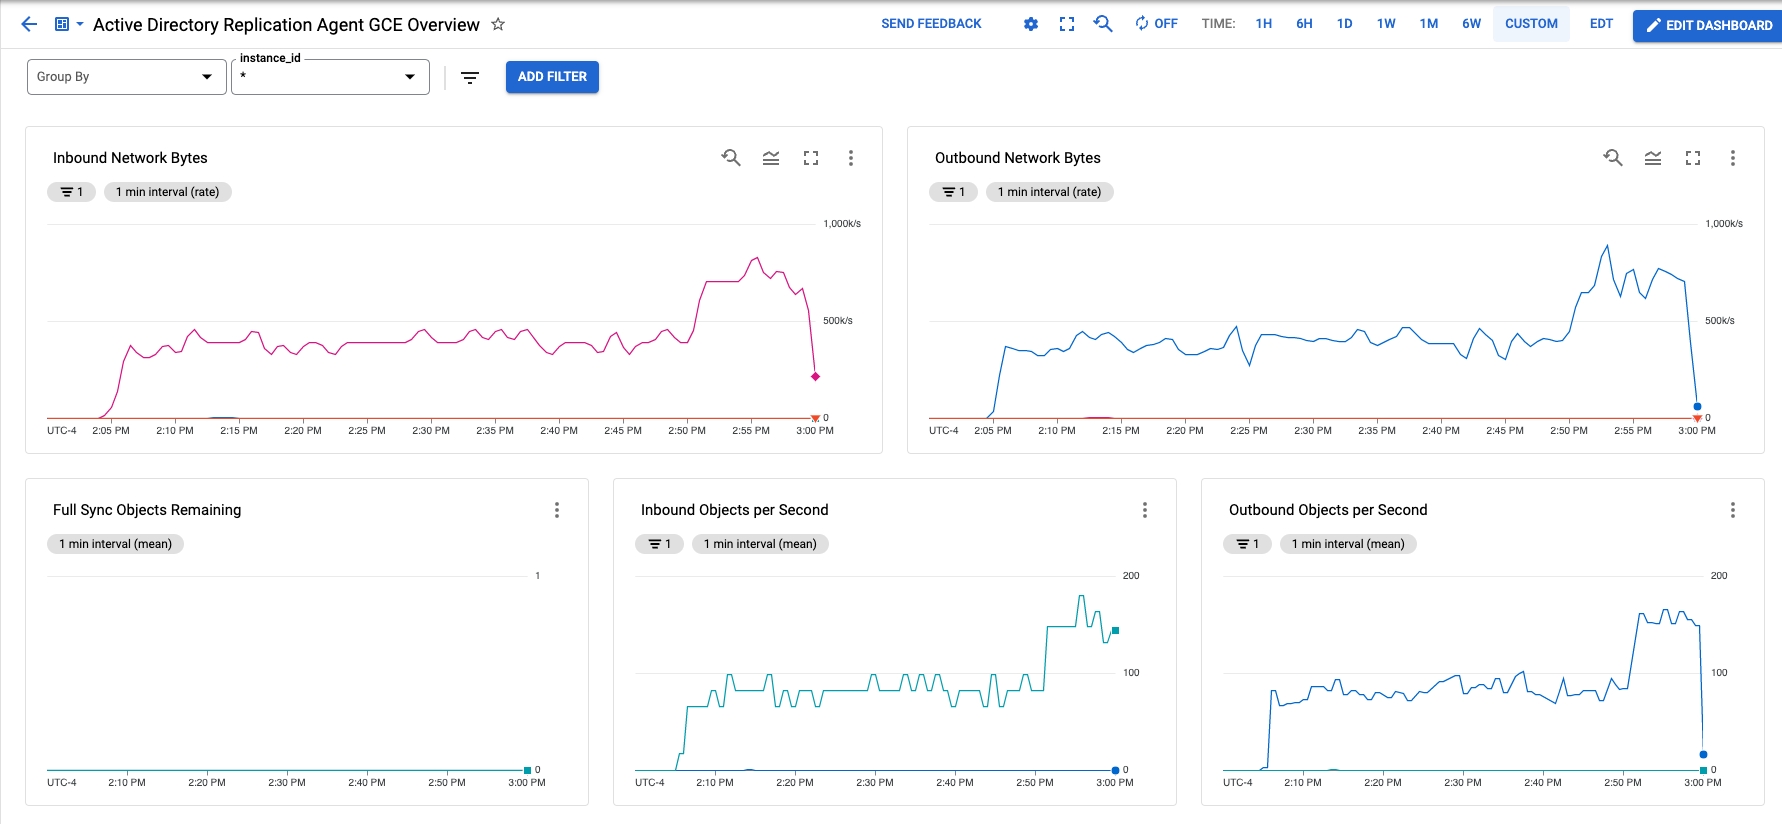 Active Directory Replication Agent GCE Overview
SEND FEEDBACK
OFF
TIME:
1H
6H
1D
1W
1M
6W
CUSTOM
EDT
EDIT DASHBOARD
Group By
instance_id
*
ADD FILTER
Inbound Network Bytes
1
1 min interval (rate)
1,000k/s
500k/s
0
UTC-4 2:05 PM 2:10 PM 2:15 PM 2:20 PM 2:25 PM 2:30 PM 2:35 PM 2:40 PM 2:45 PM 2:50 PM 2:55 PM 3:00 PM
Outbound Network Bytes
1
1 min interval (rate)
1,000k/s
500k/s
0
UTC-4 2:05 PM 2:10 PM 2:15 PM 2:20 PM 2:25 PM 2:30 PM 2:35 PM 2:40 PM 2:45 PM 2:50 PM 2:55 PM 3:00 PM
Full Sync Objects Remaining
1 min interval (mean)
1
0
UTC-4 2:10 PM 2:20 PM 2:30 PM 2:40 PM 2:50 PM 3:00 PM
Inbound Objects per Second
1
1 min interval (mean)
200
100
0
UTC-4 2:10 PM 2:20 PM 2:30 PM 2:40 PM 2:50 PM 3:00 PM
Outbound Objects per Second
1
1 min interval (mean)
200
100
0
UTC-4 2:10 PM 2:20 PM 2:30 PM 2:40 PM 2:50 PM 3:00 PM